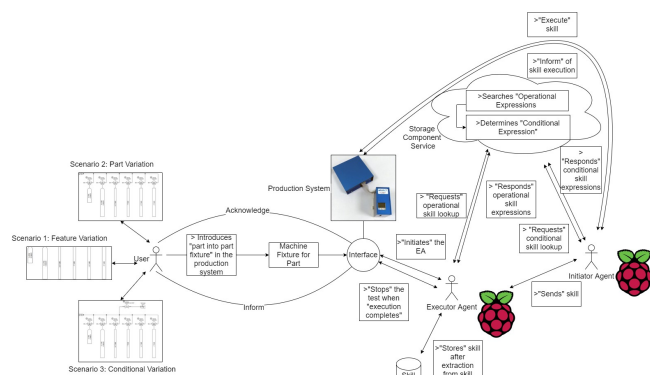 >"Execute"
skill
>"Inform" of
skill execution
>Searches "Operational
Expressions
>Determines "Conditional
Expression"
Storage
Component
Service
>
"Responds"
conditional
skill
expressions
Scenario 2: Part Variation
Production System
> "Requests"
operational
skill lookup
> "Responds"
operational
skill
expressions
Acknowledge
> "Requests"
conditional
skill lookup
Scenario 1: Feature Variation
User
> Introduces
"part into part
fixture" in the
production
system
Machine
Fixture for
Part
Interface
>"Initiates" the
EA
Initiator Agent
>"Stops" the
test when
"execution
completes"
Executor Agent
>"Sends" skill
Inform
Scenario 3: Conditional Variation
Skill
>"Stores" skill
after
extraction
from skill